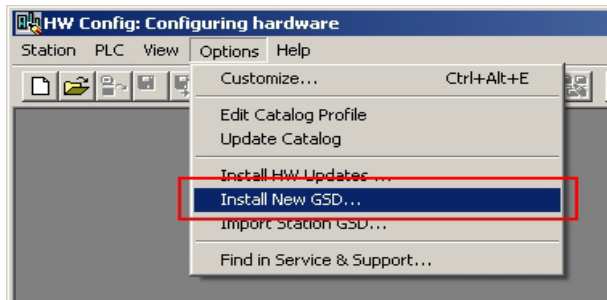 HW Config: Configuring hardware
Station PLC View Options Help
Customize... Ctrl+Alt+E
Edit Catalog Profile
Update Catalog
Install HW Updates ...
Install New GSD...
Import Station GSD...
Find in Service & Support...